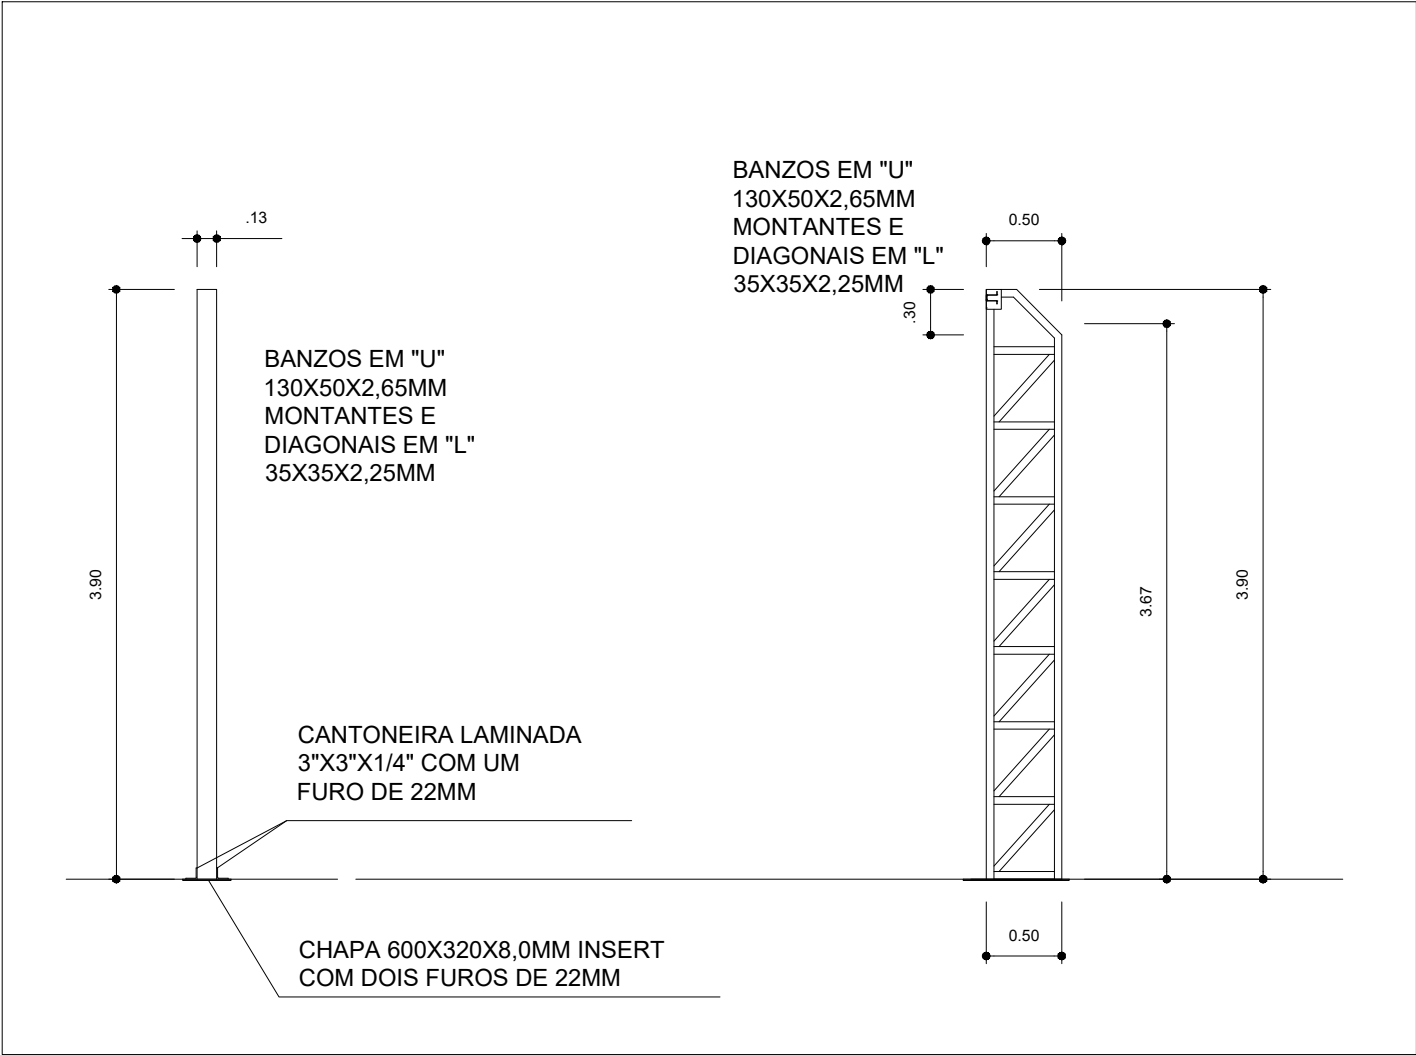 .13
BANZOS EM "U"
130X50X2,65MM
MONTANTES E
DIAGONAIS EM "L"
35X35X2,25MM
3.90
CANTONEIRA LAMINADA
3"X3"X1/4" COM UM
FURO DE 22MM
CHAPA 600X320X8,0MM INSERT
COM DOIS FUROS DE 22MM
BANZOS EM "U"
130X50X2,65MM
MONTANTES E
DIAGONAIS EM "L"
35X35X2,25MM
0.50
.30
3.67
3.90
0.50